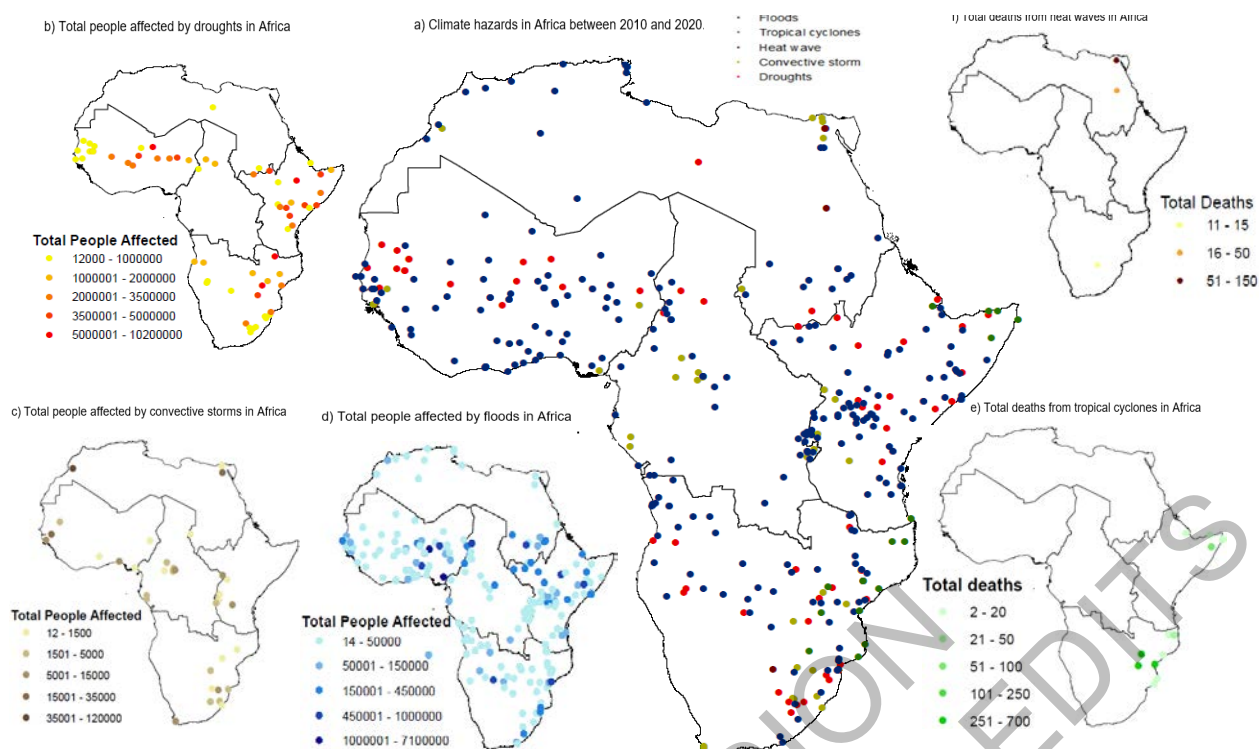 a) Climate hazards in Africa between 2010 and 2020.
Floods
Tropical cyclones
Heat wave
Convective storm
Droughts
b) Total people affected by droughts in Africa
Total People Affected
12000 - 1000000
1000001 - 2000000
2000001 - 3500000
3500001 - 5000000
5000001 - 10200000
c) Total people affected by convective storms in Africa
Total People Affected
12 - 1500
1501 - 5000
5001 - 15000
15001 - 35000
35001 - 120000
d) Total people affected by floods in Africa
Total People Affected
14 - 50000
50001 - 150000
150001 - 450000
450001 - 1000000
1000001 - 7100000
e) Total deaths from tropical cyclones in Africa
Total deaths
2 - 20
21 - 50
51 - 100
101 - 250
251 - 700
f) Total deaths from heat waves in Africa
Total Deaths
11 - 15
16 - 50
51 - 150
EDITS